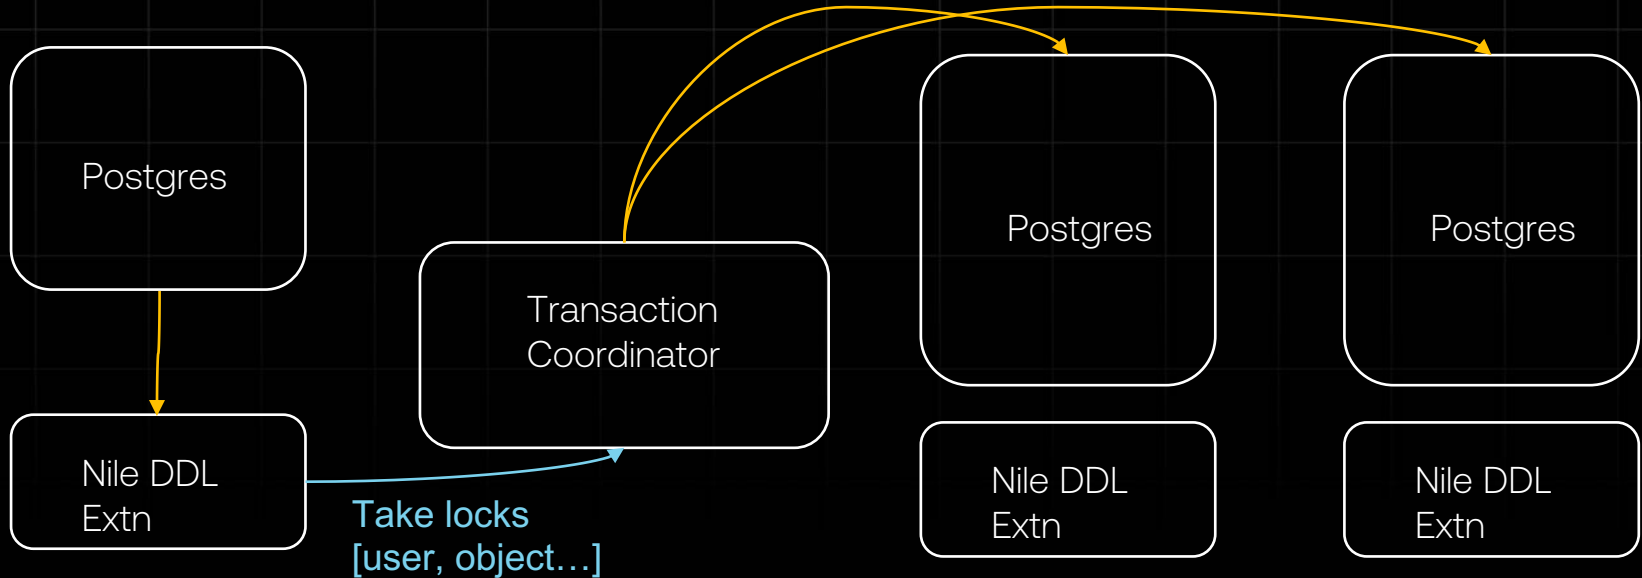 Postgres
Nile DDL
Extn
Take locks
[user, object...]
Transaction
Coordinator
Postgres
Nile DDL
Extn
Postgres
Nile DDL
Extn